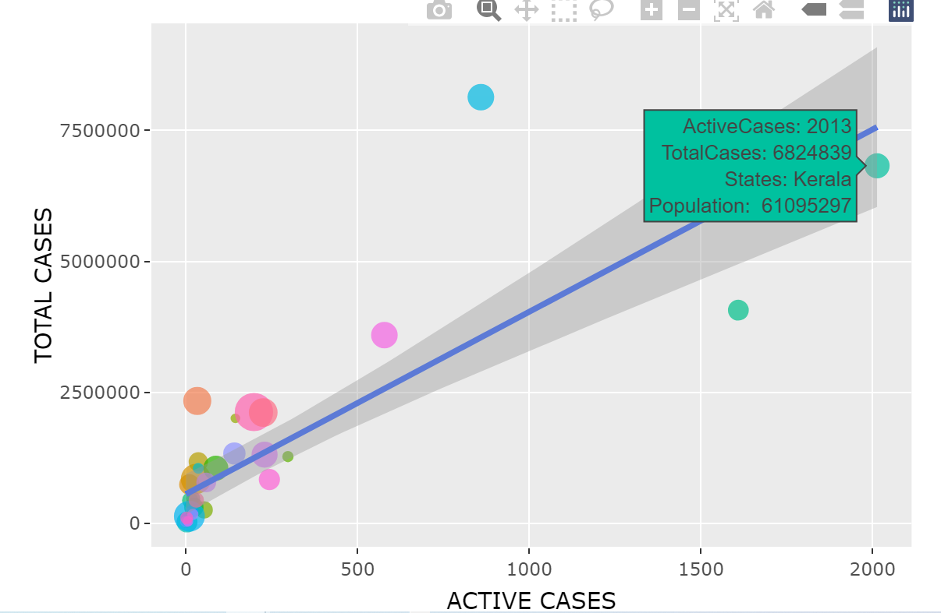 7500000
5000000
2500000
0
TOTAL CASES
ActiveCases: 2013
TotalCases: 6824839
States: Kerala
Population:  61095297
0 500 1000 1500 2000
ACTIVE CASES